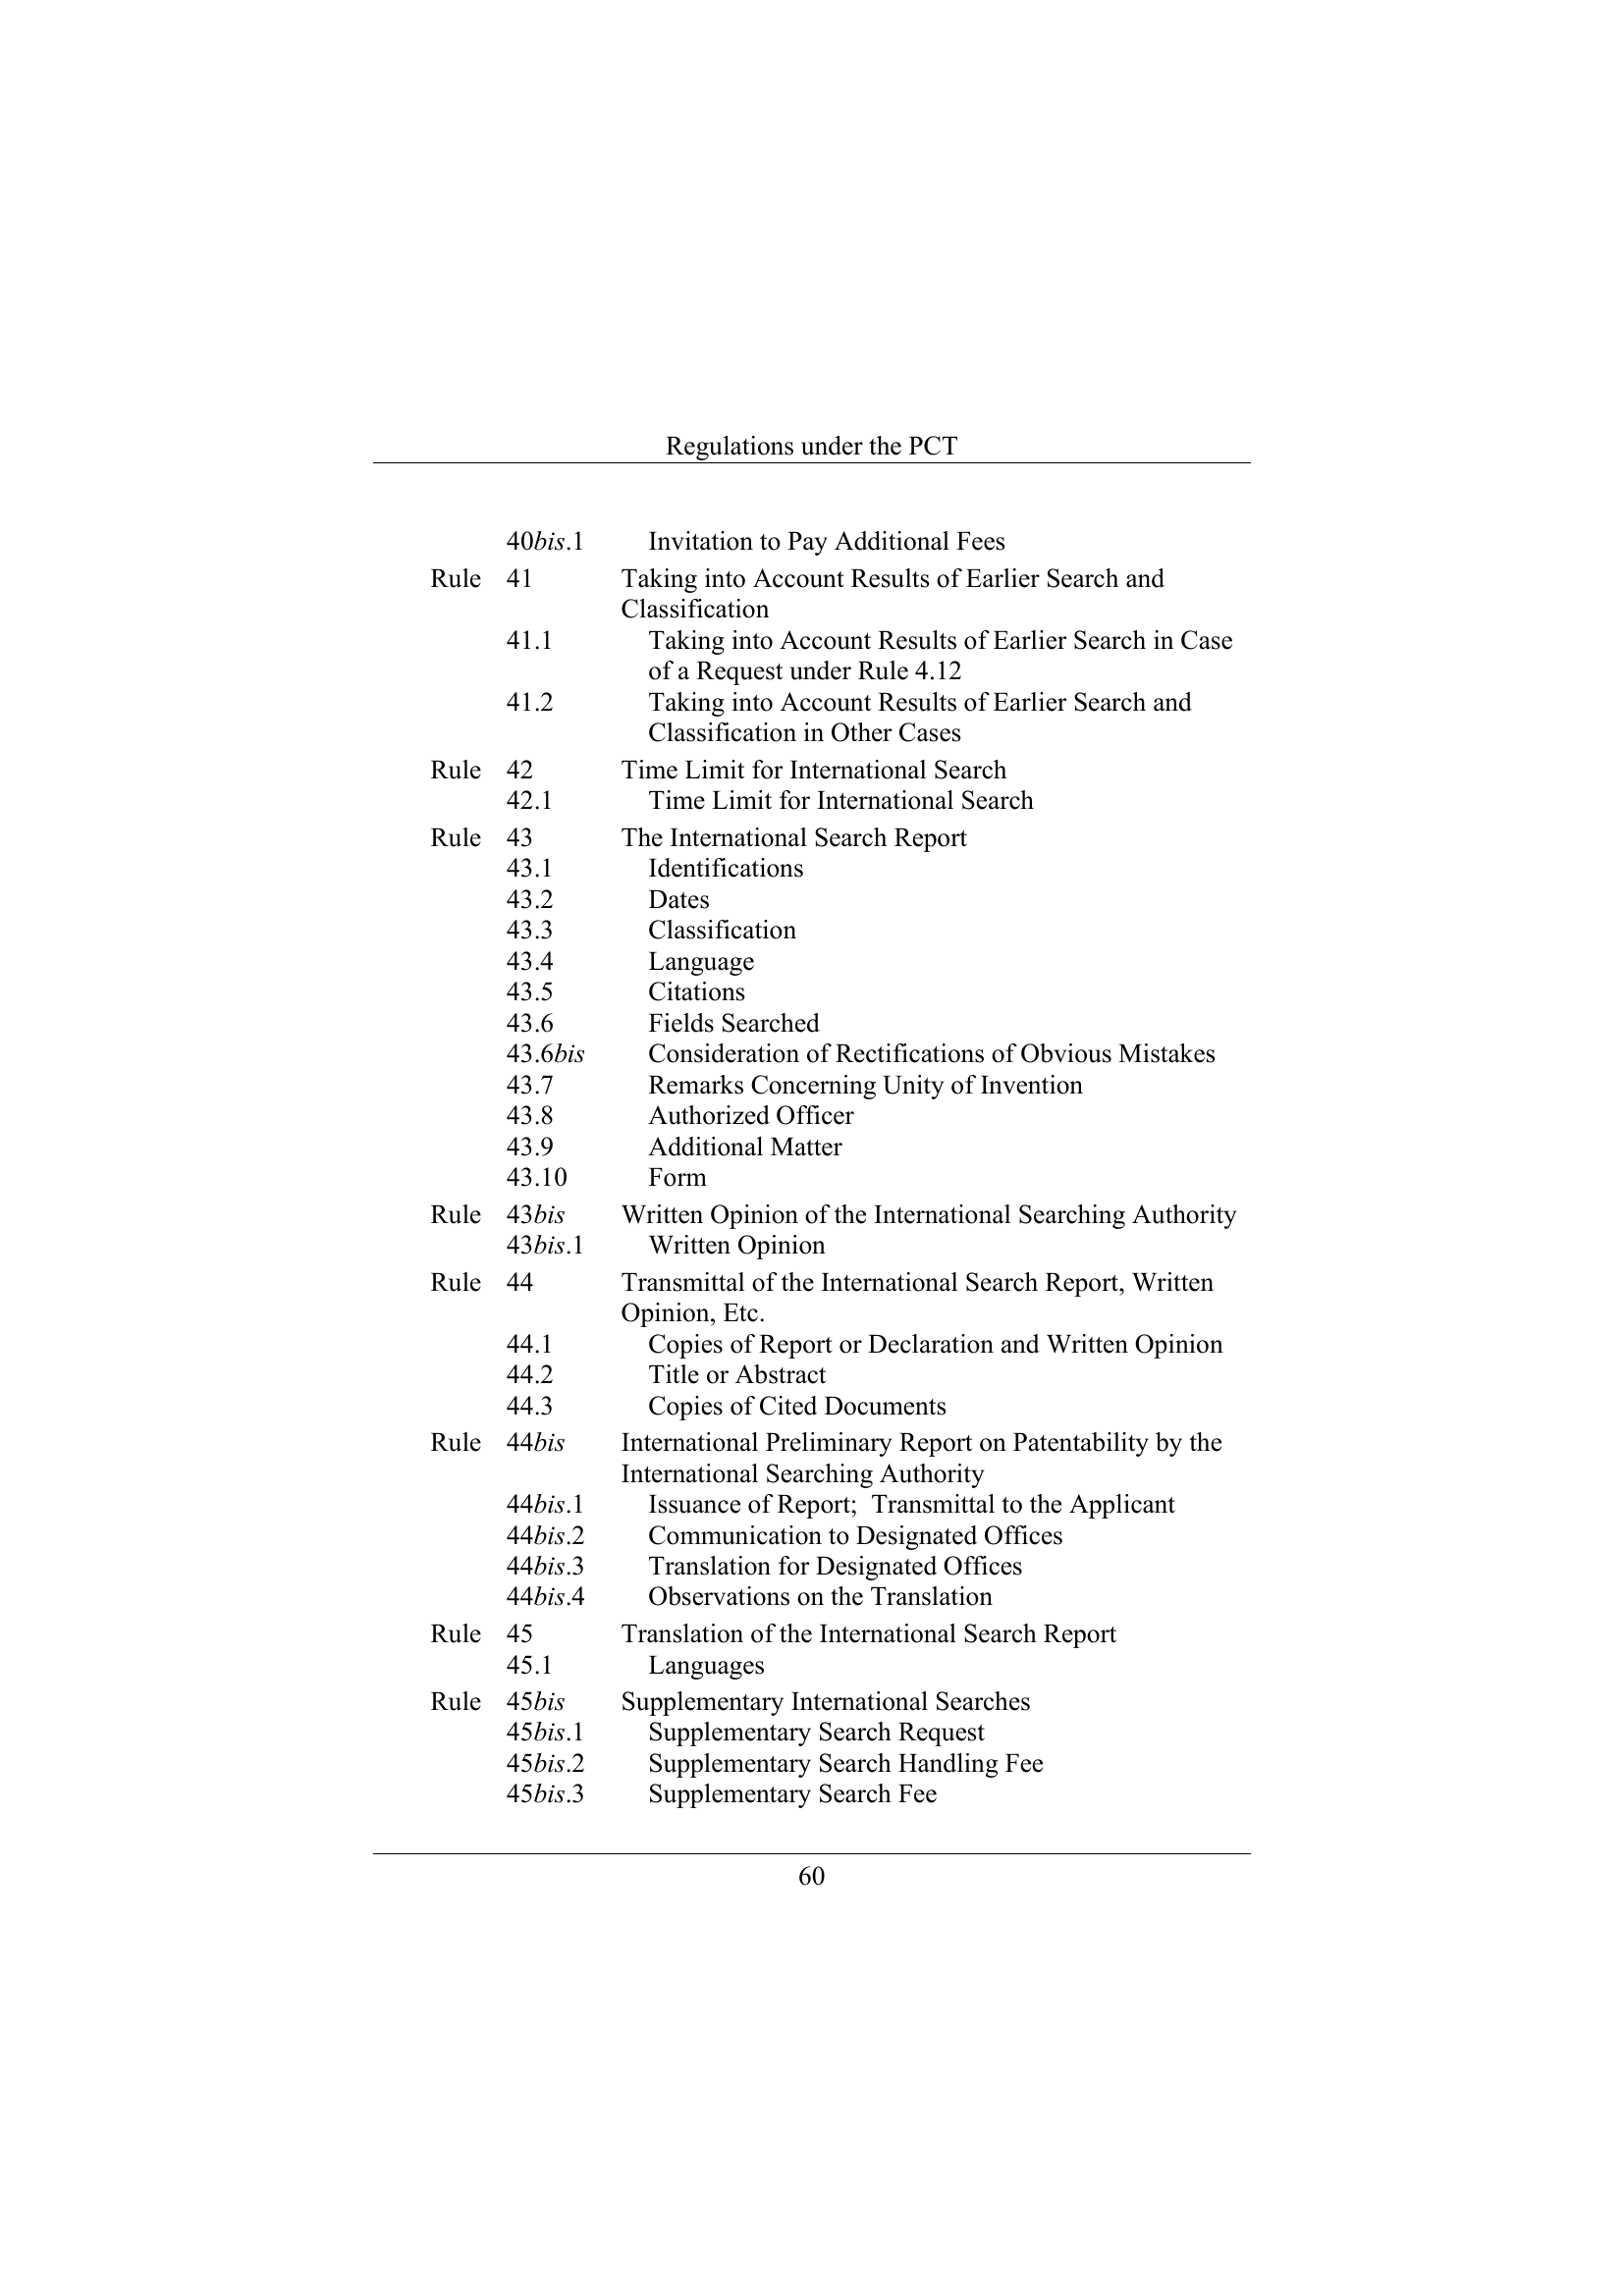 Regulations under the PCT
40bis.1 Invitation to Pay Additional Fees
Rule 41 Taking into Account Results of Earlier Search and
Classification
41.1 Taking into Account Results of Earlier Search in Case
of a Request under Rule 4.12
41.2 Taking into Account Results of Earlier Search and
Classification in Other Cases
Rule 42 Time Limit for International Search
42.1 Time Limit for International Search
Rule 43 The International Search Report
43.1 Identifications
43.2 Dates
43.3 Classification
43.4 Language
43.5 Citations
43.6 Fields Searched
43.6bis Consideration of Rectifications of Obvious Mistakes
43.7 Remarks Concerning Unity of Invention
43.8 Authorized Officer
43.9 Additional Matter
43.10 Form
Rule 43bis Written Opinion of the International Searching Authority
43bis.1 Written Opinion
Rule 44 Transmittal of the International Search Report, Written
Opinion, Etc.
44.1 Copies of Report or Declaration and Written Opinion
44.2 Title or Abstract
44.3 Copies of Cited Documents
Rule 44bis International Preliminary Report on Patentability by the
International Searching Authority
44bis.1 Issuance of Report;  Transmittal to the Applicant
44bis.2 Communication to Designated Offices
44bis.3 Translation for Designated Offices
44bis.4 Observations on the Translation
Rule 45 Translation of the International Search Report
45.1 Languages
Rule 45bis Supplementary International Searches
45bis.1 Supplementary Search Request
45bis.2 Supplementary Search Handling Fee
45bis.3 Supplementary Search Fee
60